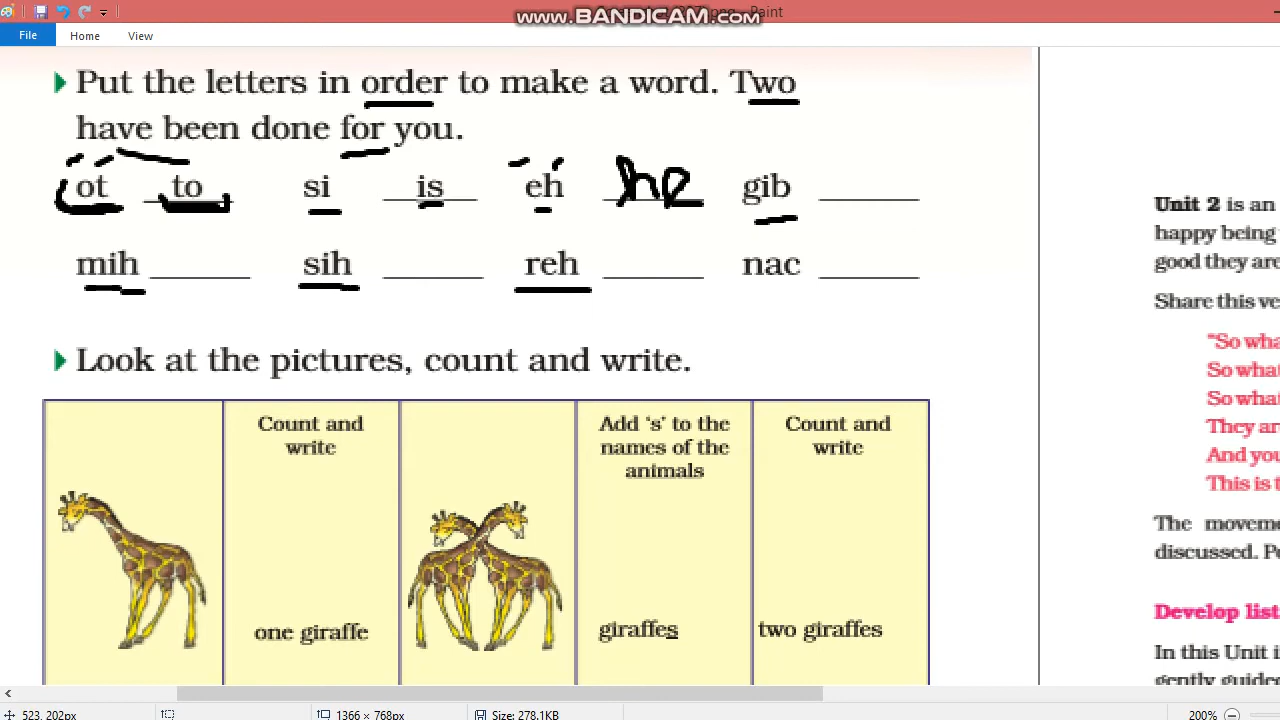 www.BANDICAM.com
Paint
File Home View
Put the letters in order to make a word. Two
have been done for you.
ot to si is eh he gib
mih sih reh nac
Look at the pictures, count and write.
Count and
write
Add ‘s’ to the
names of the
animals
Count and
write
one giraffe
giraffes
two giraffes
Unit 2 is an
happy being
good they are
Share this ve
“So wha
So what
So what
They ar
And you
This is t
The moveme
discussed.
Develop list
In this Unit i
gently guided
523, 202px 1366 × 768px Size: 278.1KB 200%